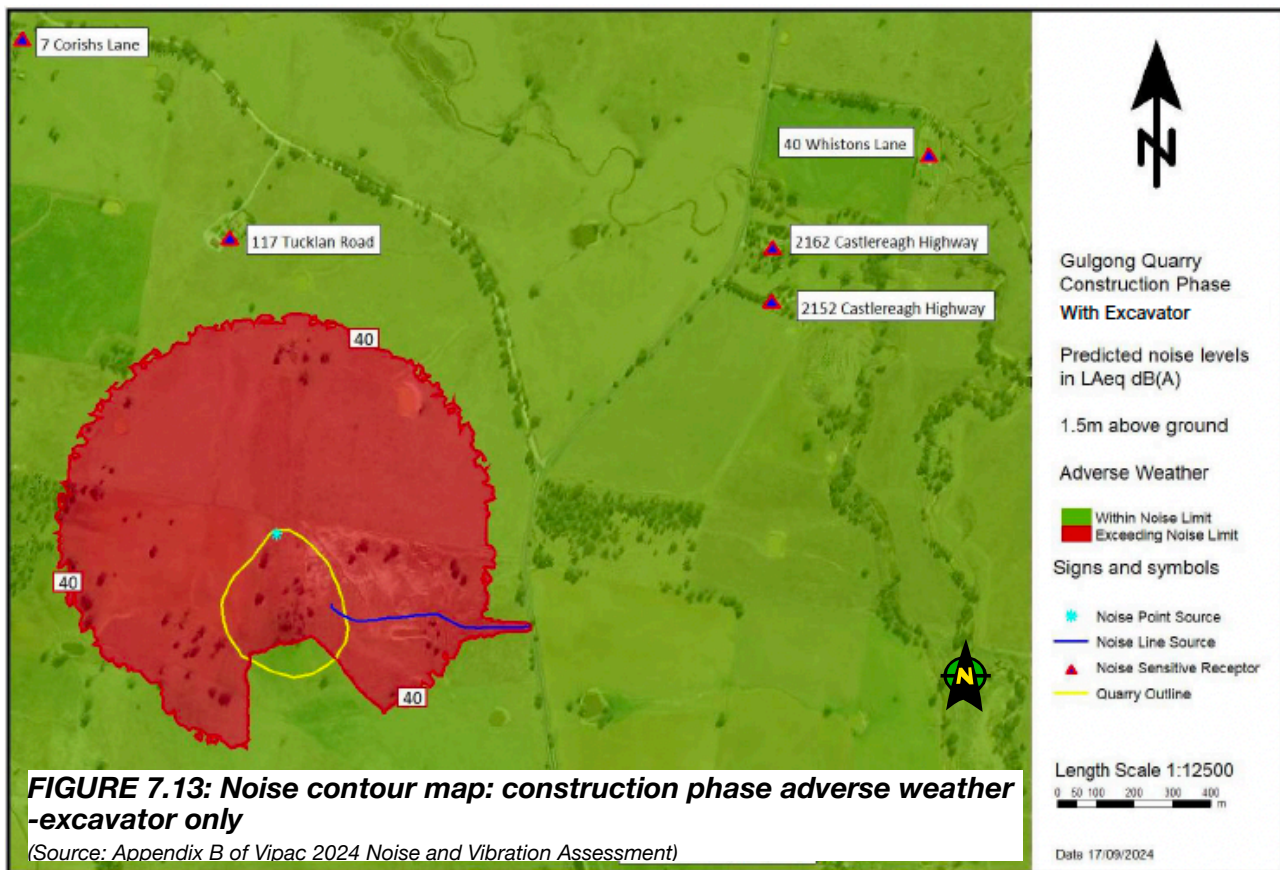 7 Corishs Lane
40 Whistons Lane
117 Tucklan Road
2162 Castlereagh Highway
2152 Castlereagh Highway
40
40
40
N
FIGURE 7.13: Noise contour map: construction phase adverse weather
-excavator only
(Source: Appendix B of Vipac 2024 Noise and Vibration Assessment)
N
Gulgong Quarry
Construction Phase
With Excavator
Predicted noise levels
in LAeq dB(A)
1.5m above ground
Adverse Weather
Within Noise Limit
Exceeding Noise Limit
Signs and symbols
Noise Point Source
Noise Line Source
Noise Sensitive Receptor
Quarry Outline
Length Scale 1:12500
0 50 100 200 300 400
m
Date 17/09/2024